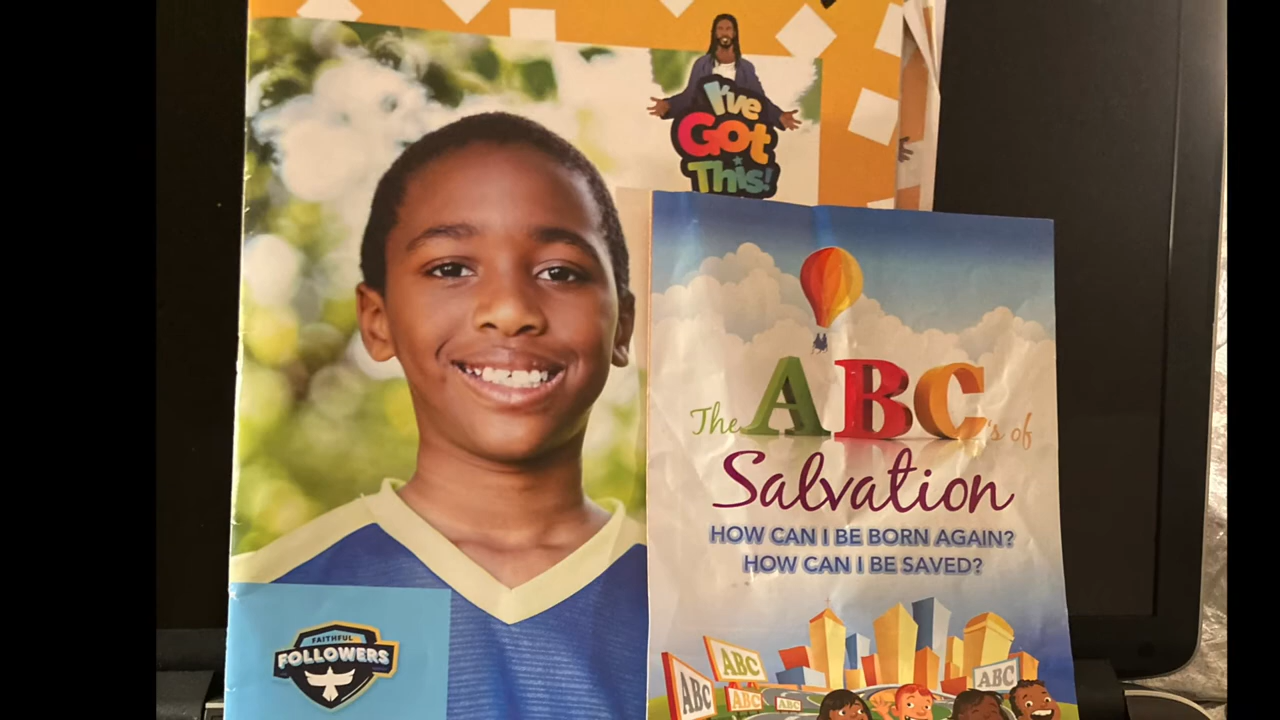 I've
Got
This!
The ABC's of
Salvation
HOW CAN I BE BORN AGAIN?
HOW CAN I BE SAVED?
FAITHFUL
FOLLOWERS
ABC
ABC
ABC
ABC
ABC